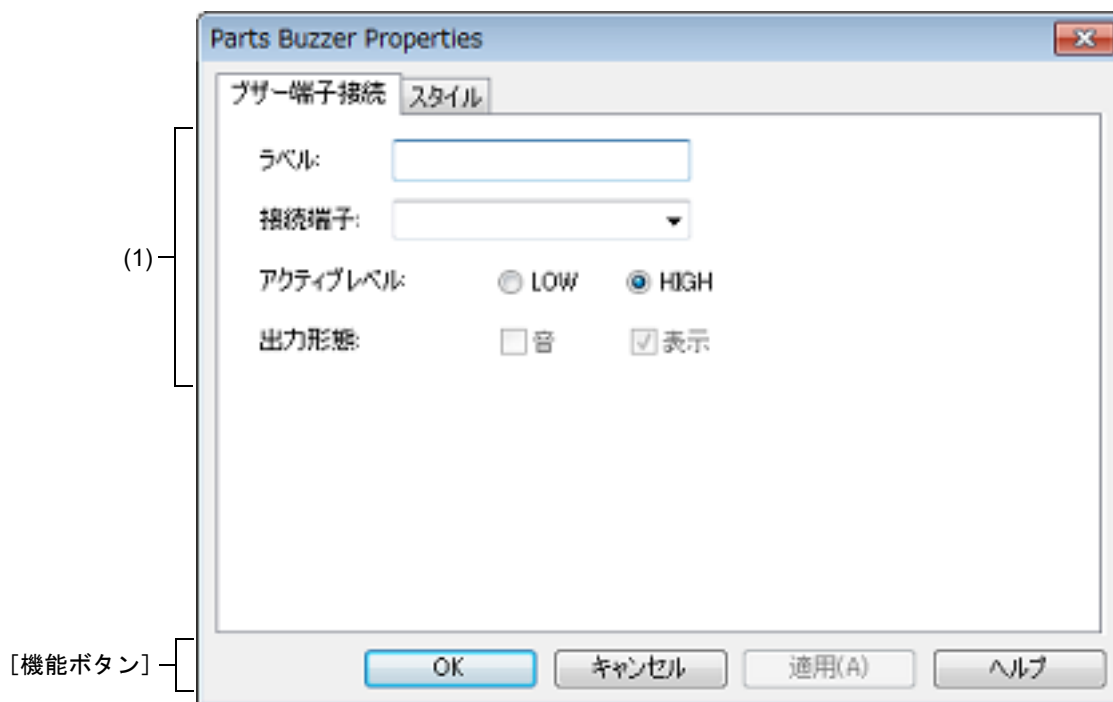 Parts Buzzer Properties
ブザー端子接続 スタイル
ラベル:
接続端子:
(1)
アクティブレベル: LOW HIGH
出力形態: 音 表示
[機能ボタン]
OK キャンセル 適用(A) ヘルプ